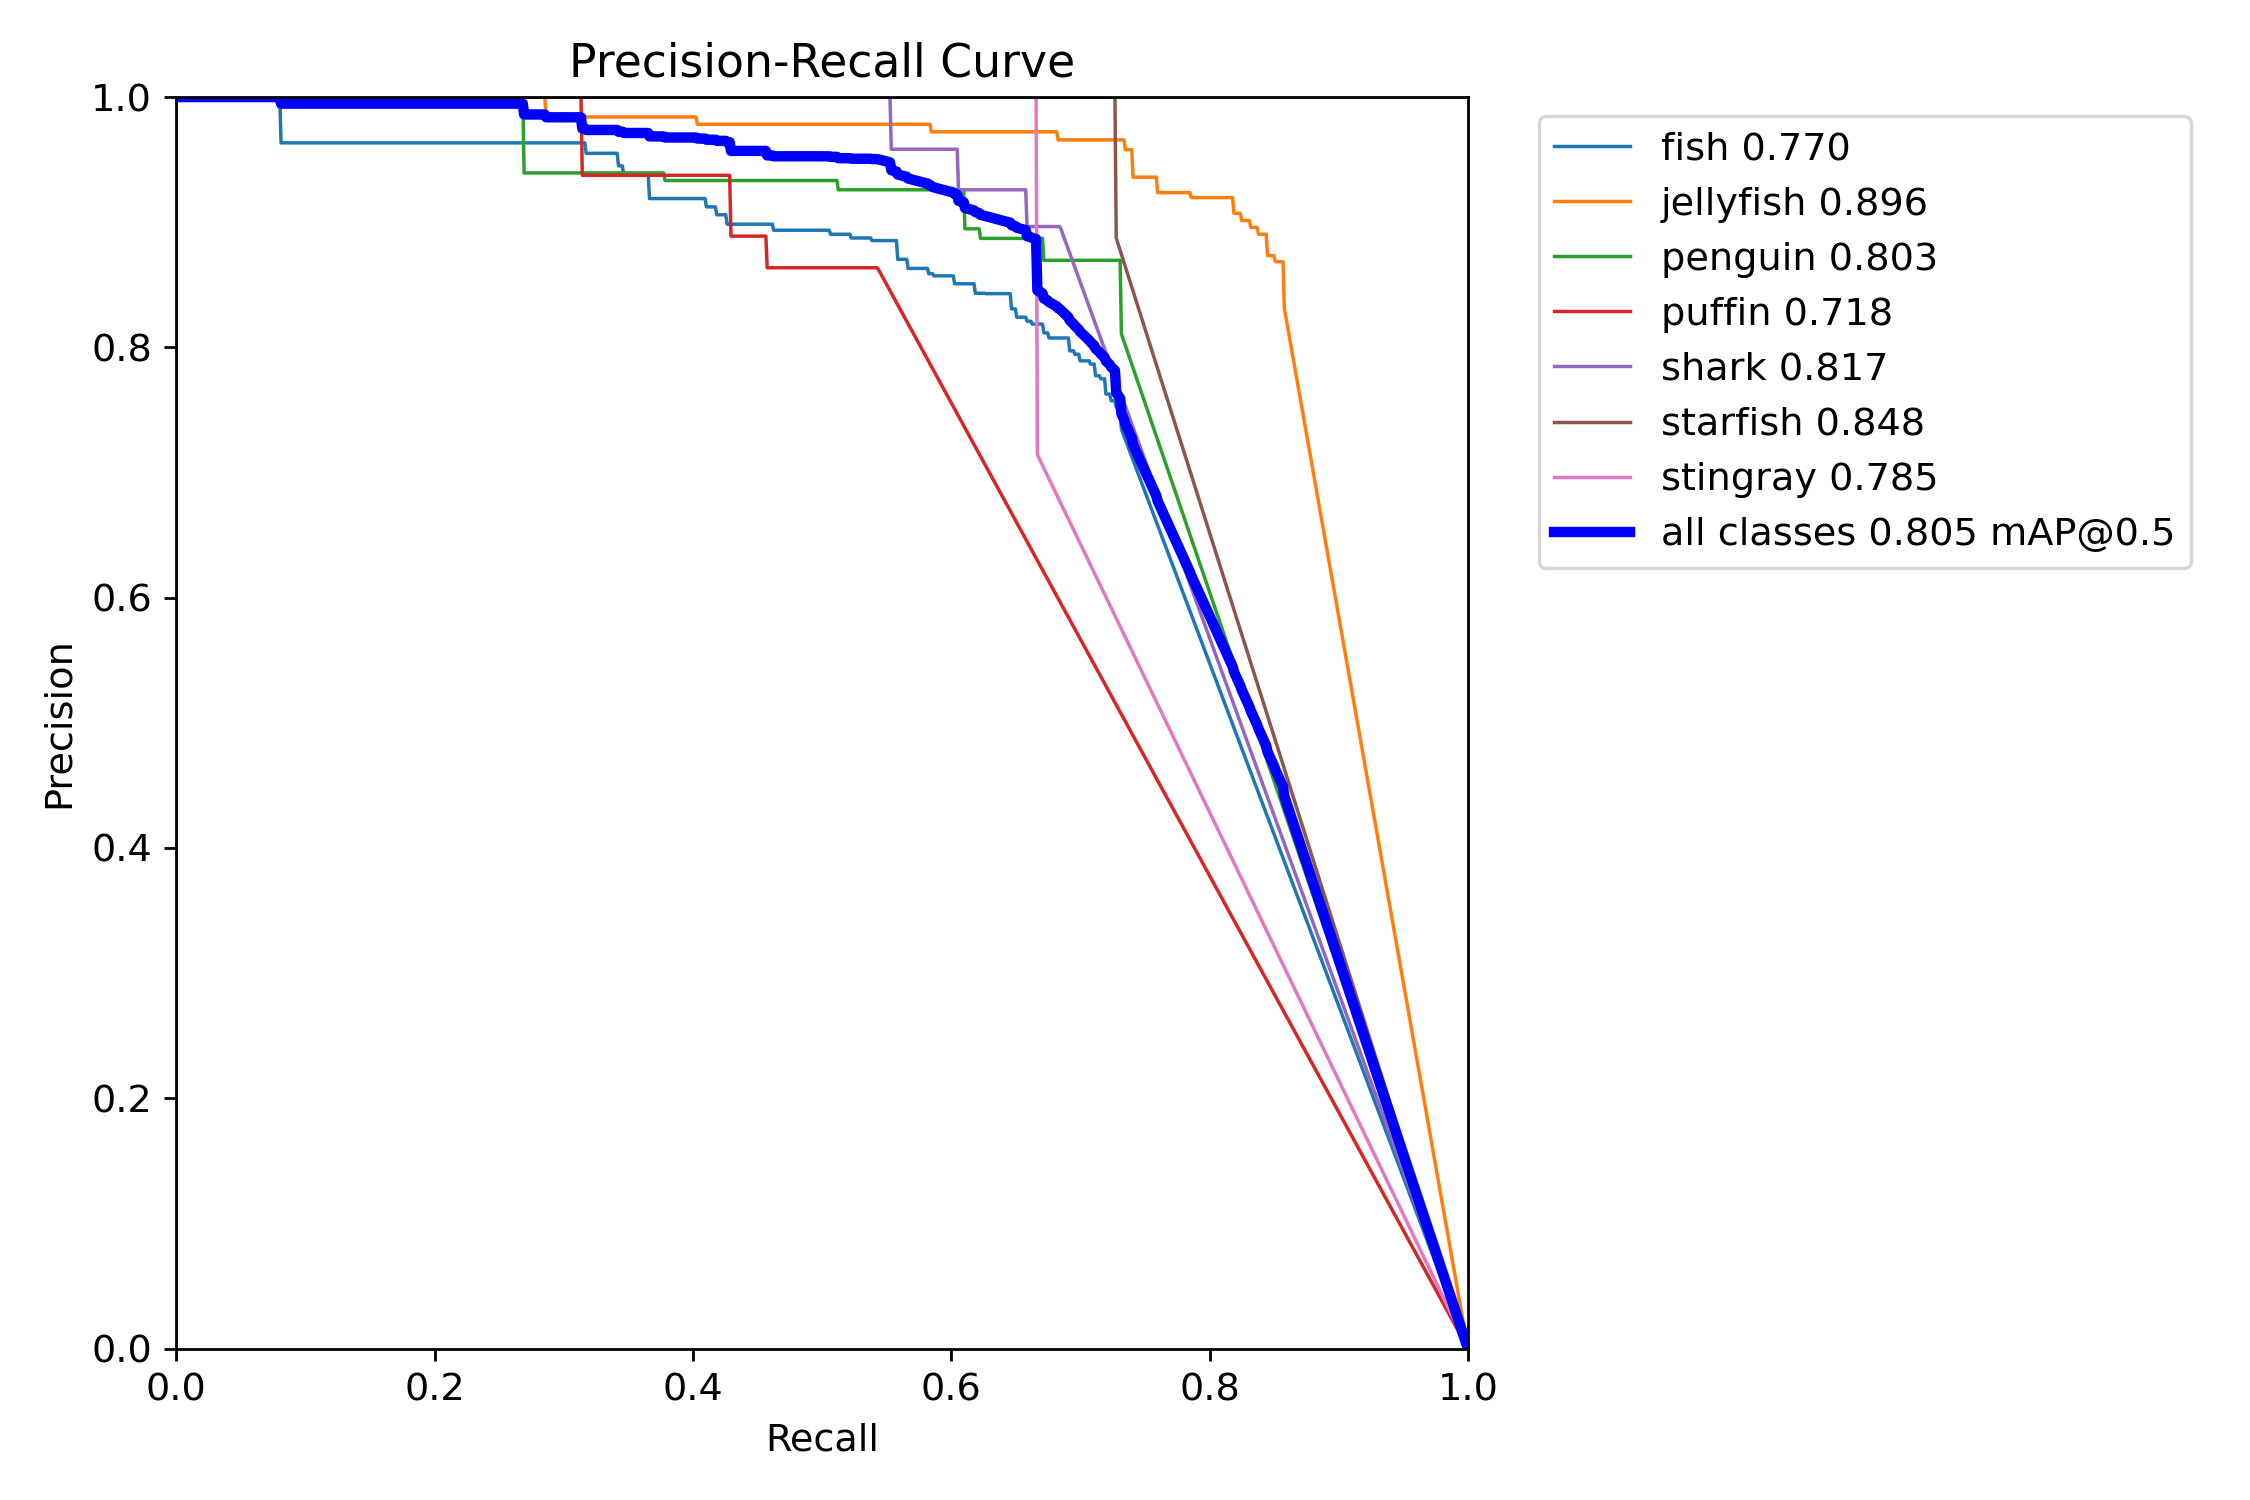 Precision-Recall Curve
1.0
0.8
0.6
0.4
0.2
0.0
Precision
0.0 0.2 0.4 0.6 0.8 1.0
Recall
fish 0.770
jellyfish 0.896
penguin 0.803
puffin 0.718
shark 0.817
starfish 0.848
stingray 0.785
all classes 0.805 mAP@0.5